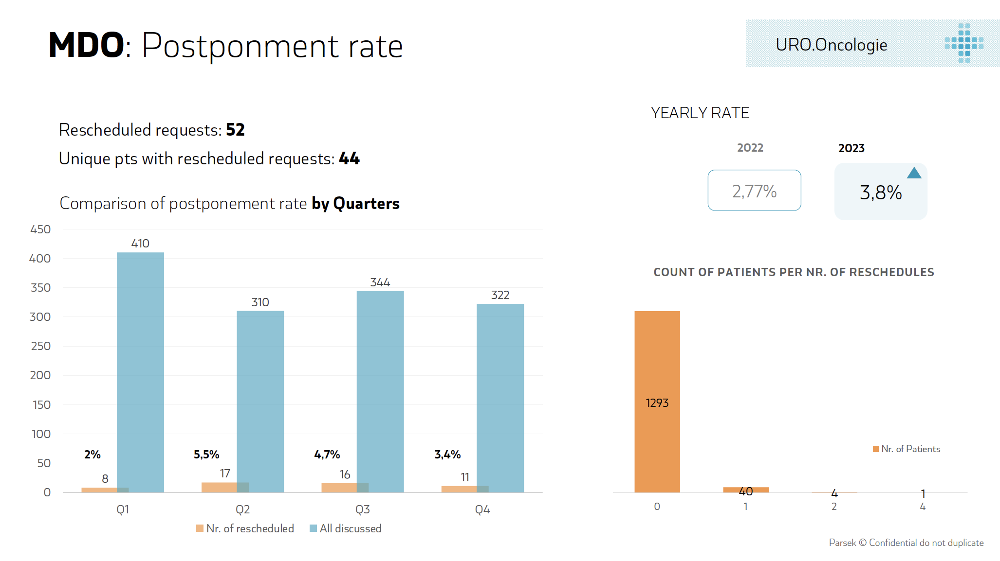 MDO: Postponment rate
URO.Oncologie
Rescheduled requests: 52
Unique pts with rescheduled requests: 44
Comparison of postponement rate by Quarters
450
400
350
300
250
200
150
100
50
0
410
310
344
322
2%
5,5%
4,7%
3,4%
8
17
16
11
Q1
Q2
Q3
Q4
Nr. of rescheduled
All discussed
YEARLY RATE
2022
2023
2,77%
3,8%
COUNT OF PATIENTS PER NR. OF RESCHEDULES
1293
40
4
1
0
1
2
4
Nr. of Patients
Parsek © Confidential do not duplicate